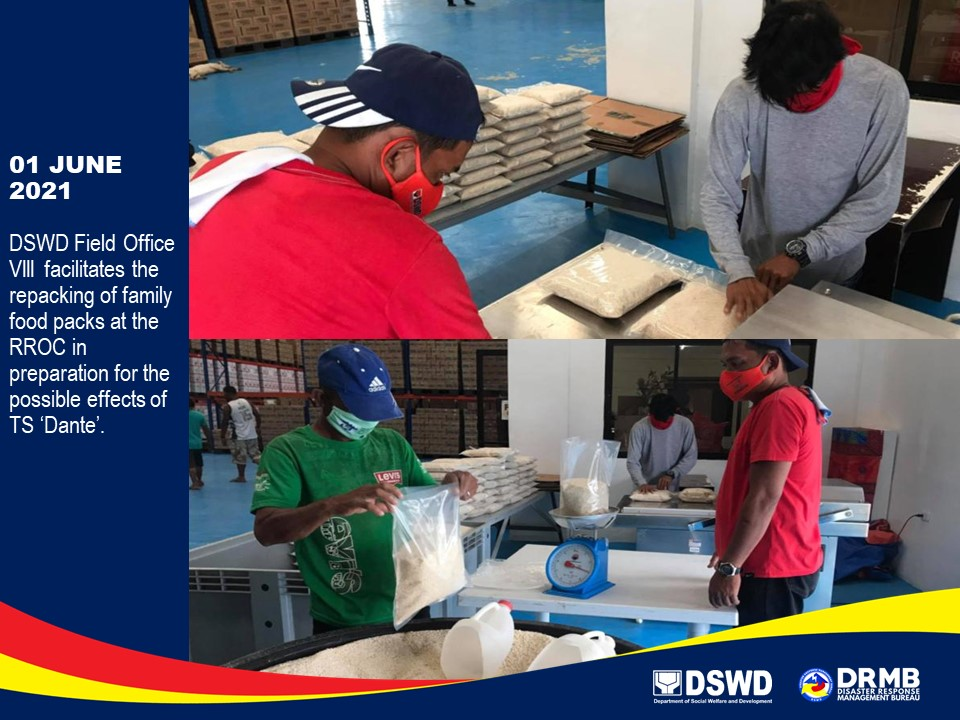 01 JUNE
2021
DSWD Field Office
VIII facilitates the
repacking of family
food packs at the
RROC in
preparation for the
possible effects of
TS ‘Dante’.
adidas
LEVI'S
DSWD
Department of Social Welfare and Development
DRMB
DISASTER RESPONSE
MANAGEMENT BUREAU